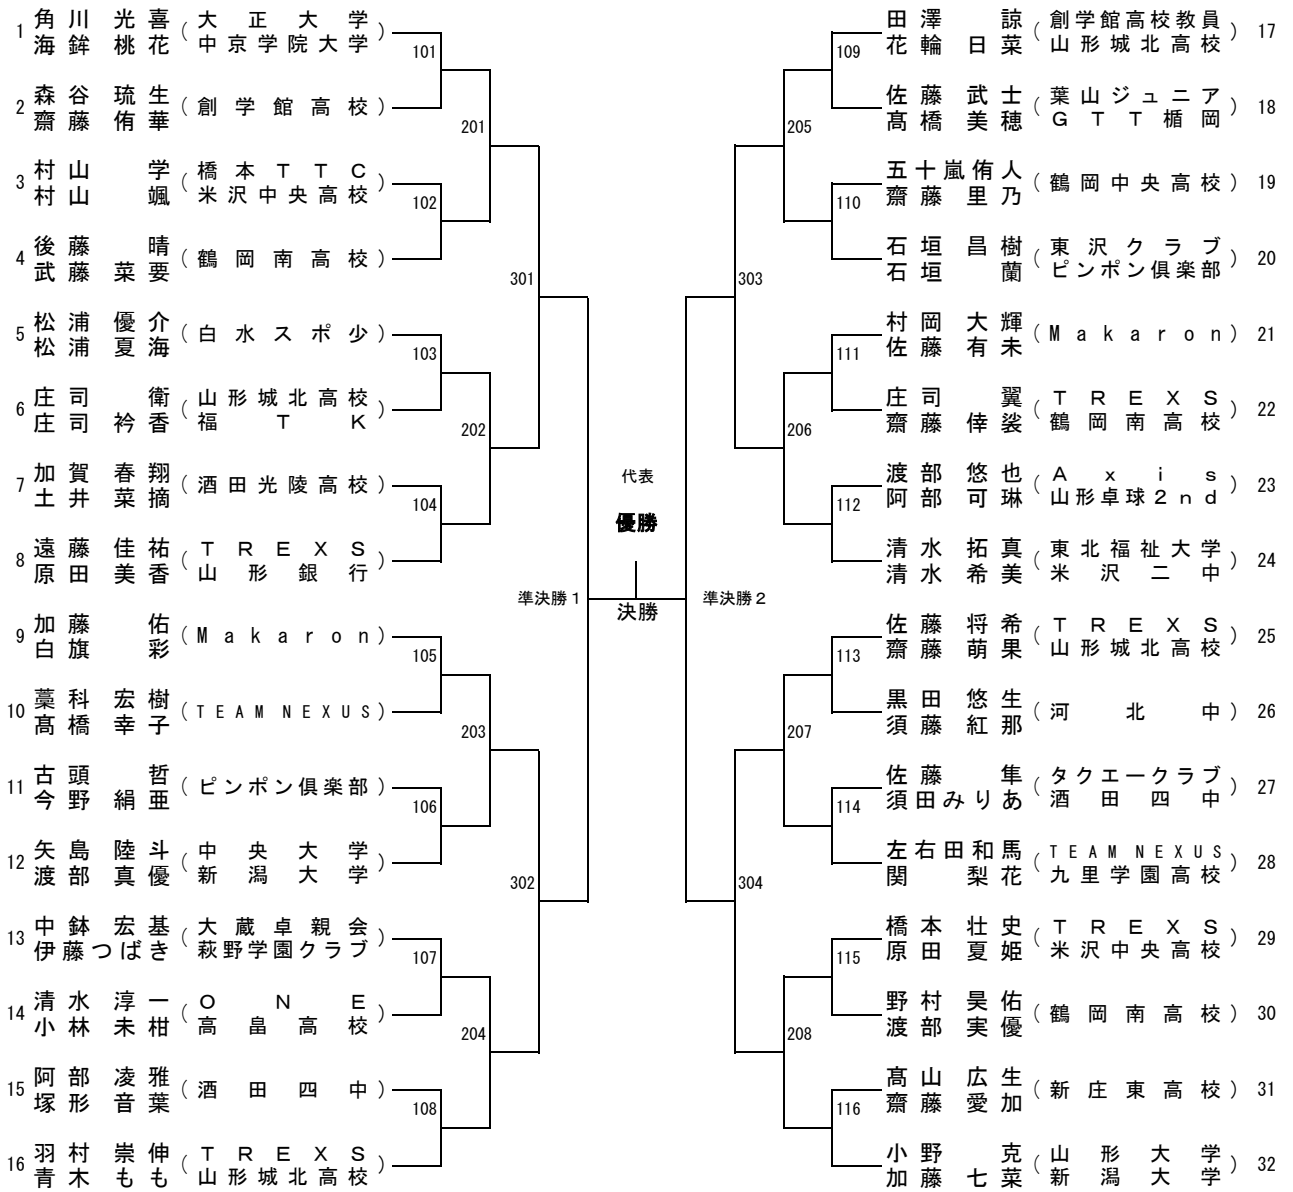 1 角川 光喜 (大正大学)
海鉾 桃花 (中京学院大学)
101
2 森谷 琉生 (創学館高校)
齋藤 侑華
201
3 村山 学 (橋本TTC)
村山 颯 (米沢中央高校)
102
4 後藤 晴 (鶴岡南高校)
武藤 菜要
301
5 松浦 優介 (白水スポ少)
松浦 夏海
103
6 庄司 衛 (山形城北高校)
庄司 衿香 (福TK)
202
7 加賀 春翔 (酒田光陵高校)
土井 菜摘
104
8 遠藤 佳祐 (TREXS)
原田 美香 (山形銀行)
準決勝1
9 加藤 佑 (Makaron)
白旗 彩
105
10 藁科 宏樹 (TEAM NEXUS)
髙橋 幸子
203
11 古頭 哲 (ピンポン倶楽部)
今野 絹亜
106
12 矢島 陸斗 (中央大学)
渡部 真優 (新潟大学)
302
13 中鉢 宏基 (大蔵卓親会)
伊藤つばき (萩野学園クラブ)
107
14 清水 淳一 (ONE)
小林 未柑 (高畠高校)
204
15 阿部 凌雅 (酒田四中)
塚形 音葉
108
16 羽村 崇伸 (TREXS)
青木 もも (山形城北高校)
代表
優勝
決勝
田澤 諒 (創学館高校教員) 17
花輪 日菜 (山形城北高校)
109
佐藤 武士 (葉山ジュニア) 18
髙橋 美穂 (GTT楯岡)
205
五十嵐侑人 (鶴岡中央高校) 19
齋藤 里乃
110
石垣 昌樹 (東沢クラブ) 20
石垣 蘭 (ピンポン倶楽部)
303
村岡 大輝 (Makaron) 21
佐藤 有未
111
庄司 翼 (TREXS) 22
齋藤 倖裟 (鶴岡南高校)
206
渡部 悠也 (Axis) 23
阿部 可琳 (山形卓球2nd)
112
清水 拓真 (東北福祉大学) 24
清水 希美 (米沢二中)
準決勝2
佐藤 将希 (TREXS) 25
齋藤 萌果 (山形城北高校)
113
黒田 悠生 (河北中) 26
須藤 紅那
207
佐藤 隼 (タクエークラブ) 27
須田みりあ (酒田四中)
114
左右田和馬 (TEAM NEXUS) 28
関 梨花 (九里学園高校)
304
橋本 壮史 (TREXS) 29
原田 夏姫 (米沢中央高校)
115
野村 昊佑 (鶴岡南高校) 30
渡部 実優
208
髙山 広生 (新庄東高校) 31
齋藤 愛加
116
小野 克 (山形大学) 32
加藤 七菜 (新潟大学)